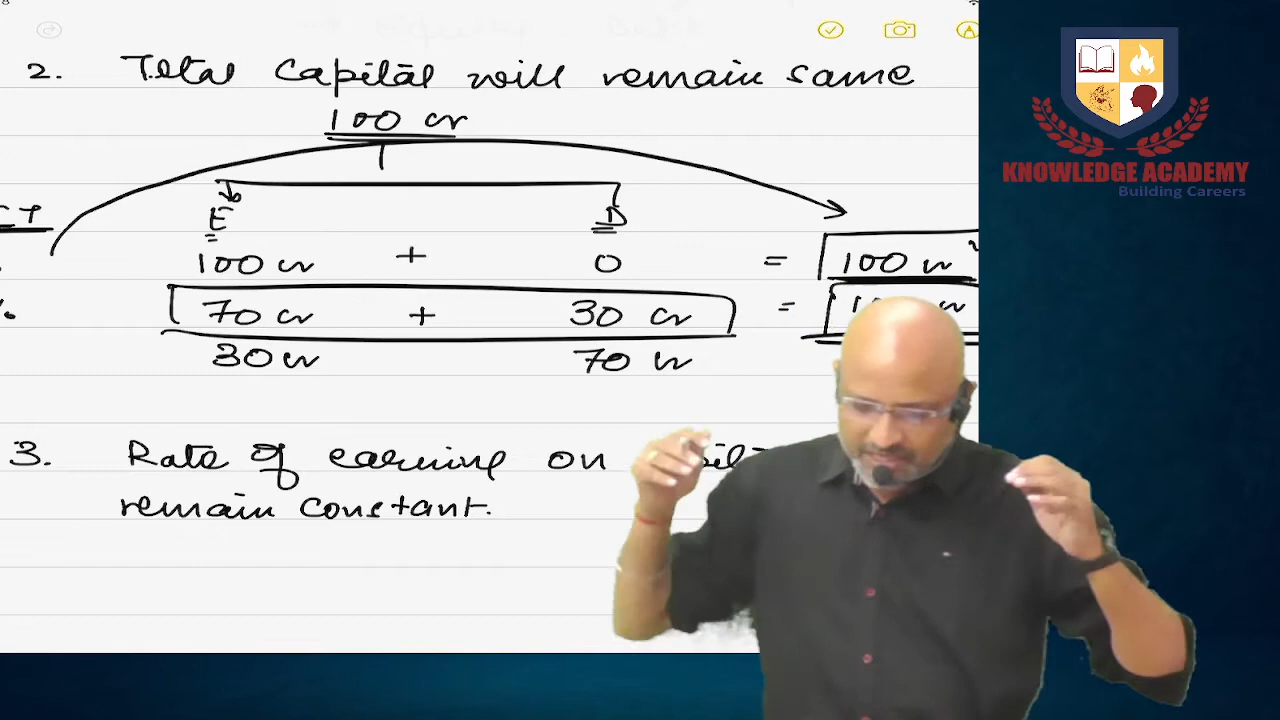 2. Total Capital will remain same
100 cr
E D
100 cr + 0 = 100 cr
70 cr + 30 cr =
30 cr 70 cr
3. Rate of earning on
remain constant.
KNOWLEDGE ACADEMY
Building Careers